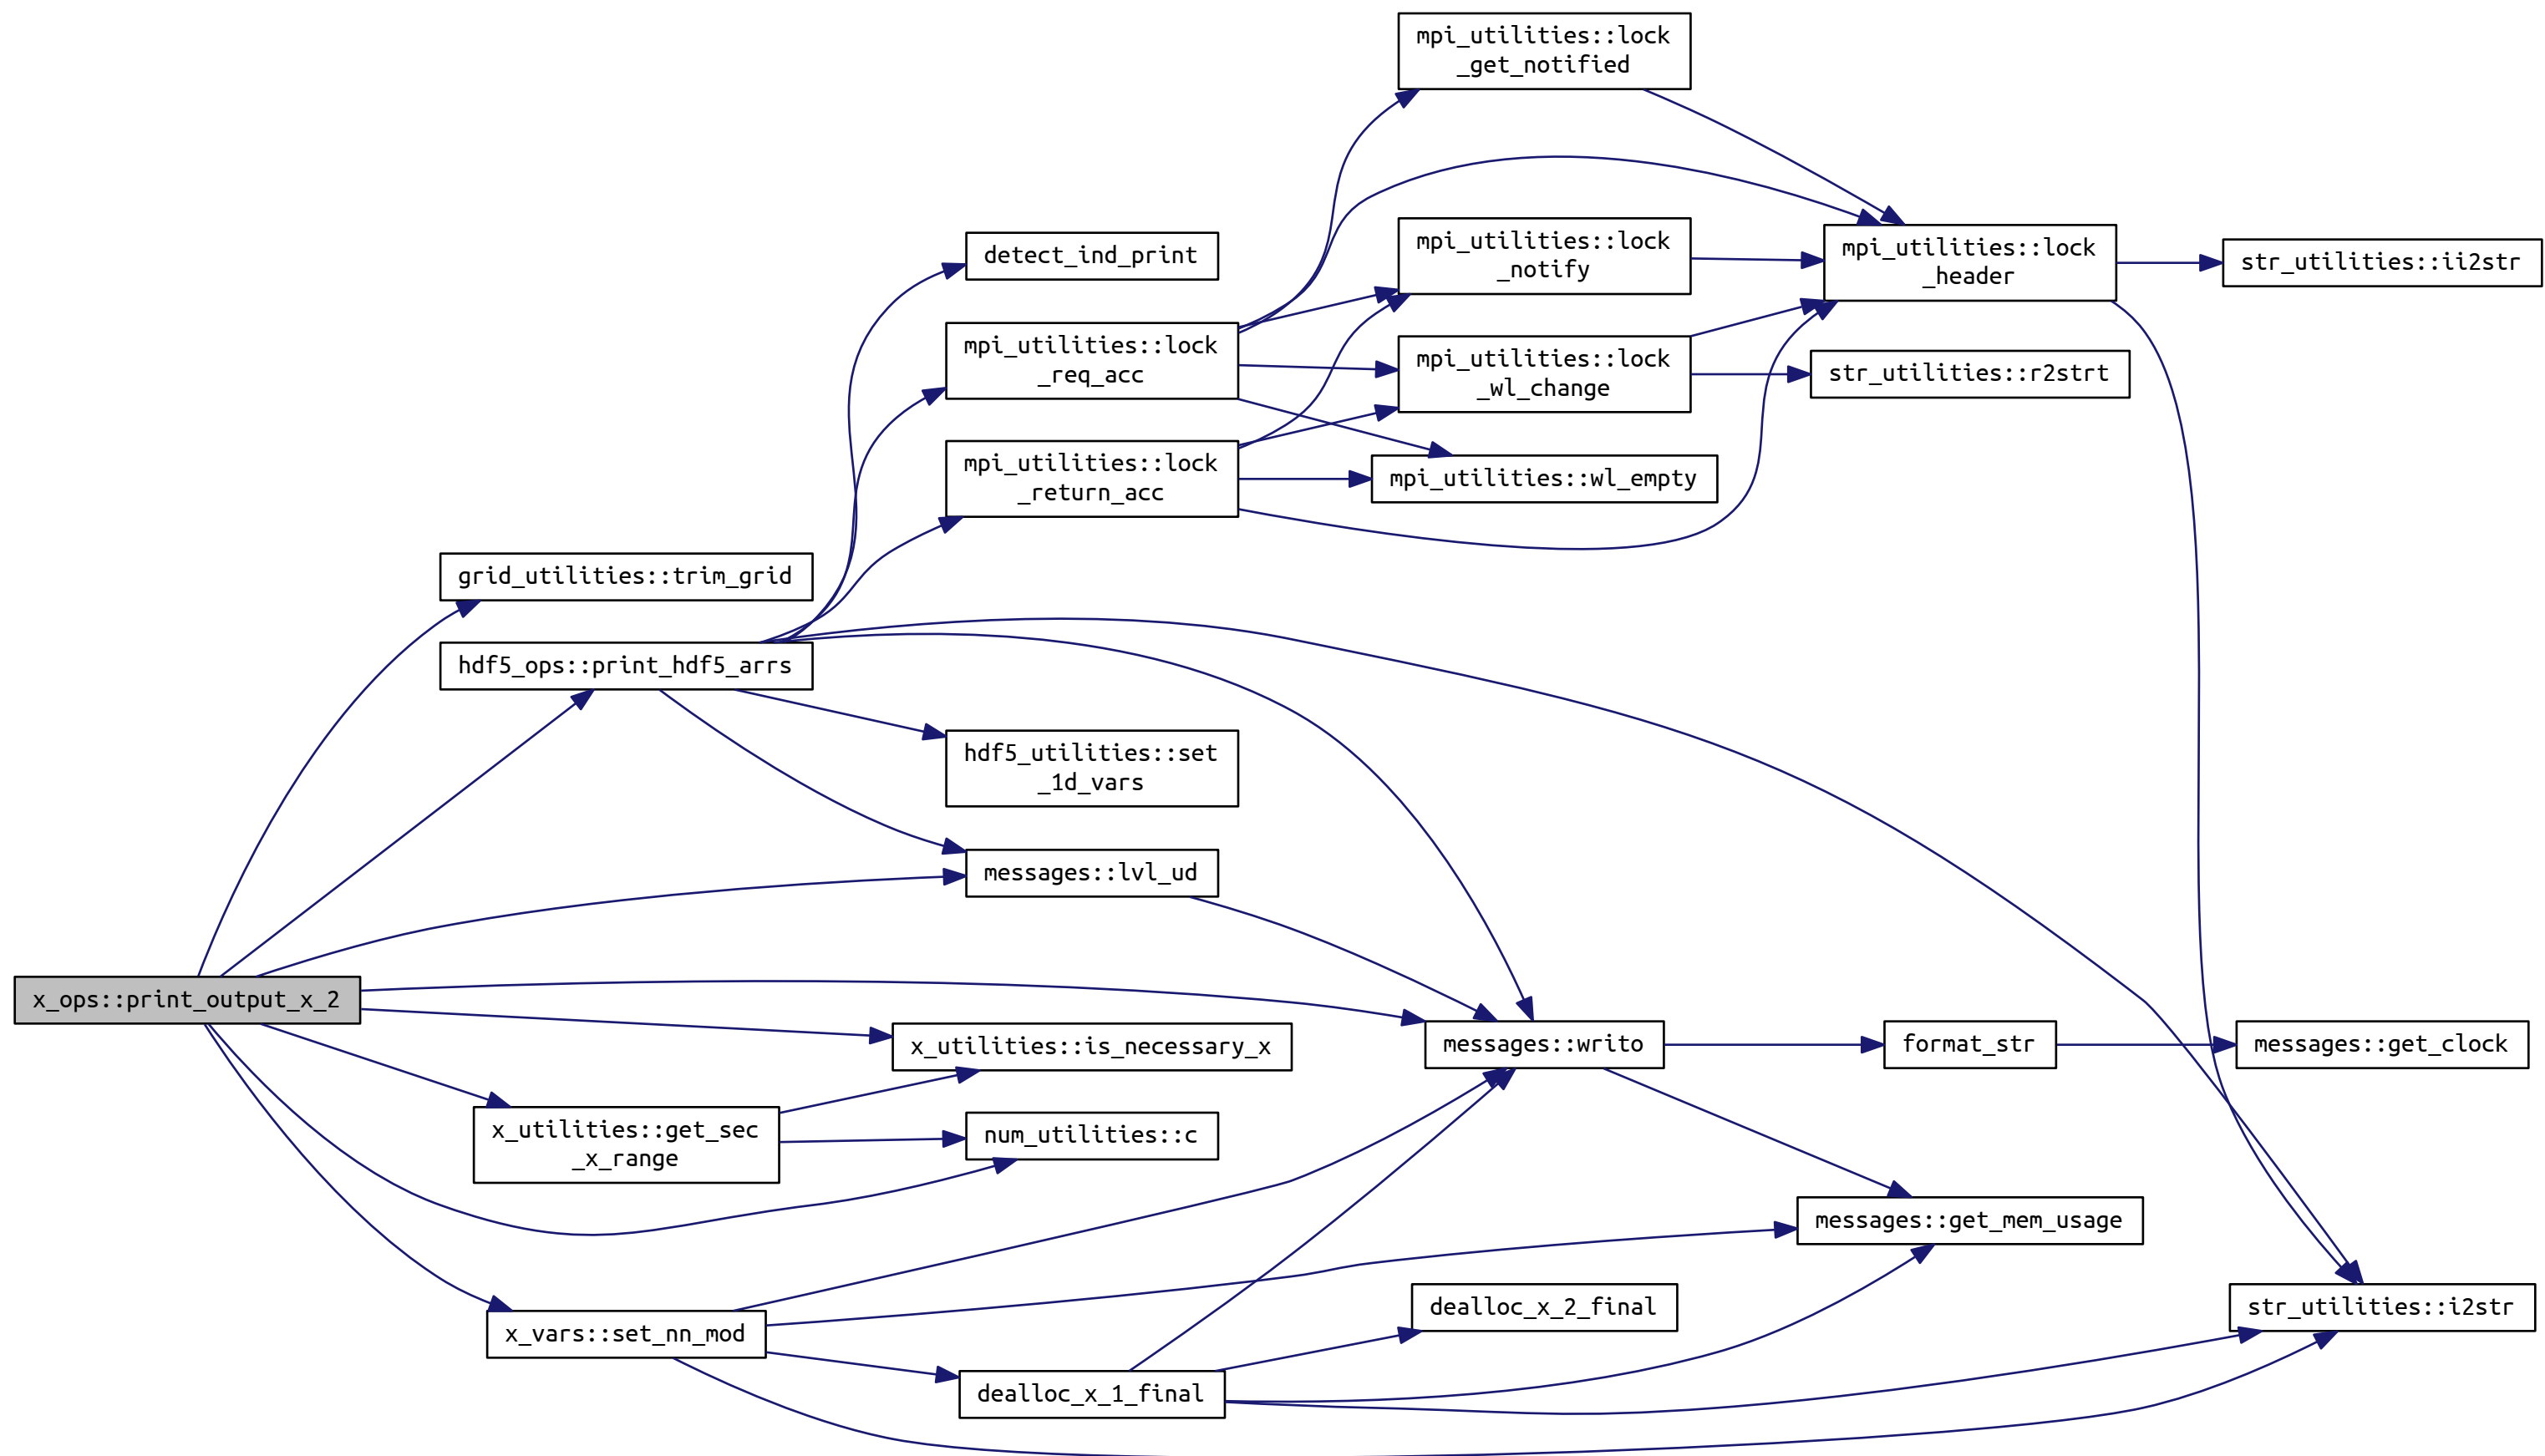 mpi_utilities::lock
_get_notified
detect_ind_print
mpi_utilities::lock
_notify
mpi_utilities::lock
_header
str_utilities::ii2str
mpi_utilities::lock
_req_acc
mpi_utilities::lock
_wl_change
str_utilities::r2strt
mpi_utilities::lock
_return_acc
mpi_utilities::wl_empty
grid_utilities::trim_grid
hdf5_ops::print_hdf5_arrs
hdf5_utilities::set
_1d_vars
messages::lvl_ud
x_ops::print_output_x_2
x_utilities::is_necessary_x
messages::writo
format_str
messages::get_clock
x_utilities::get_sec
_x_range
num_utilities::c
messages::get_mem_usage
x_vars::set_nn_mod
dealloc_x_2_final
str_utilities::i2str
dealloc_x_1_final